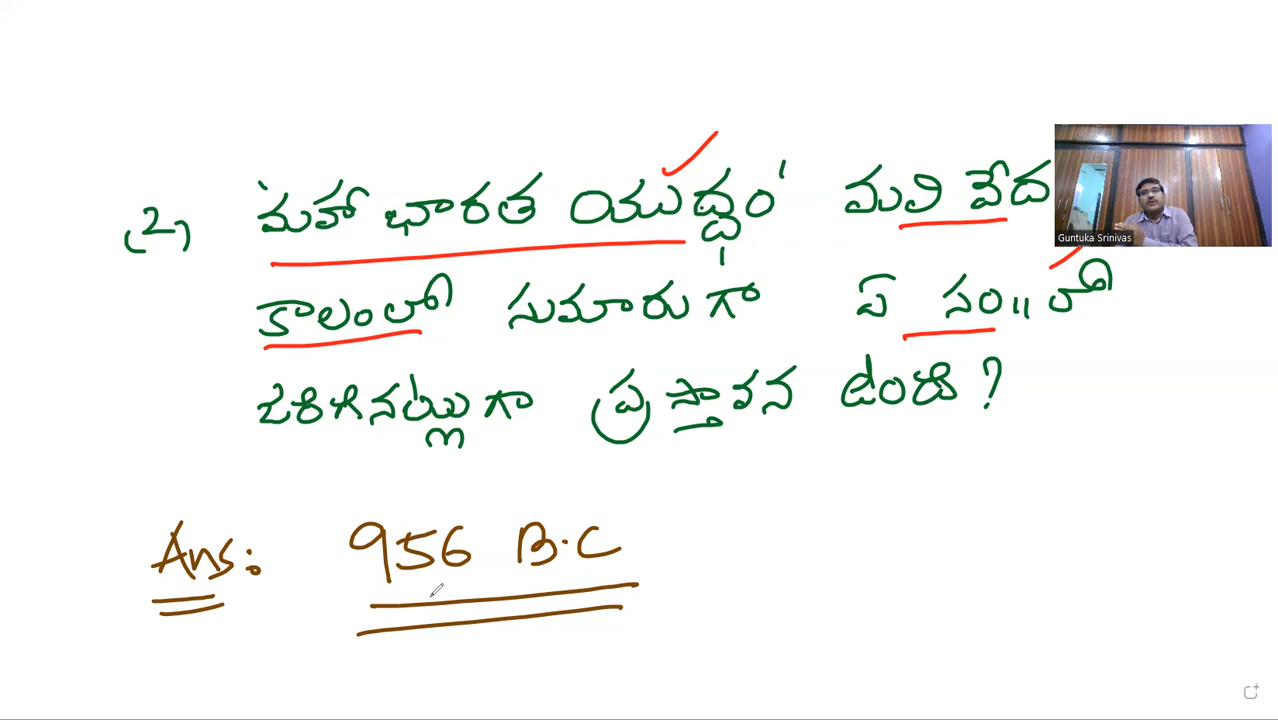 (2) 'మహా భారత యుద్ధం' మలి వేద
Guntuka Srinivas
కాలంలో సుమారు గా ఏ సం॥ లో
జరిగినట్లుగా ప్రస్తావన ఉంది?
Ans: 956 B.C